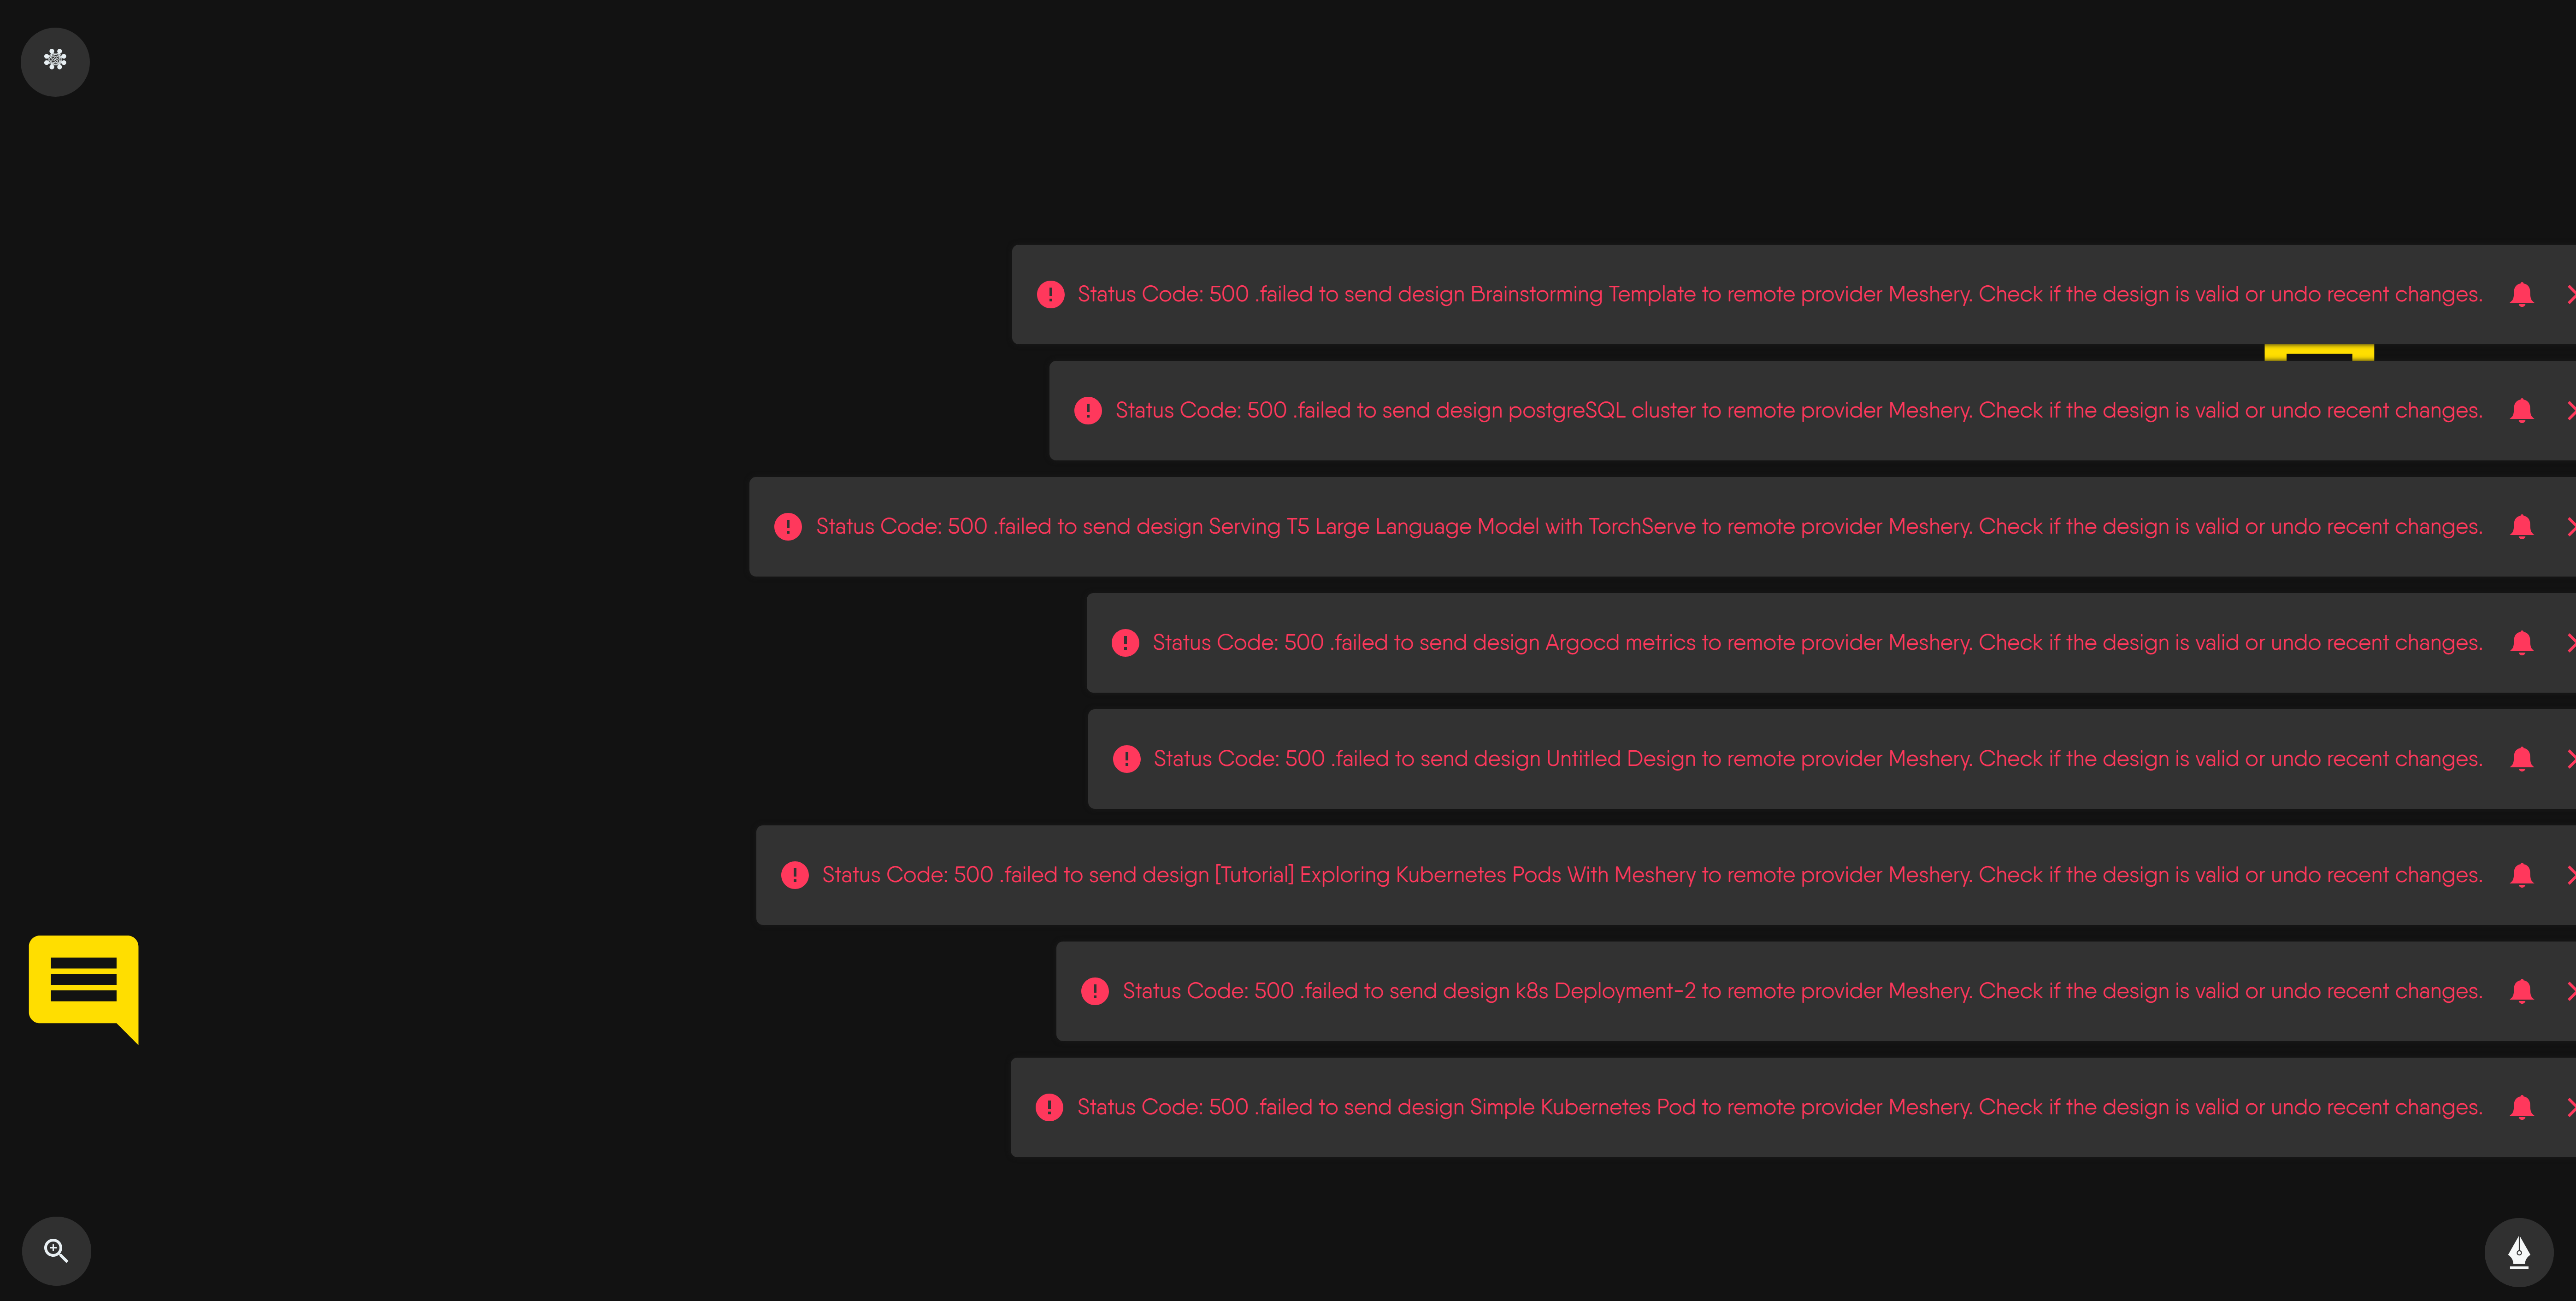 Status Code: 500 .failed to send design Brainstorming Template to remote provider Meshery. Check if the design is valid or undo recent changes.
Status Code: 500 .failed to send design postgreSQL cluster to remote provider Meshery. Check if the design is valid or undo recent changes.
Status Code: 500 .failed to send design Serving T5 Large Language Model with TorchServe to remote provider Meshery. Check if the design is valid or undo recent changes.
Status Code: 500 .failed to send design Argocd metrics to remote provider Meshery. Check if the design is valid or undo recent changes.
Status Code: 500 .failed to send design Untitled Design to remote provider Meshery. Check if the design is valid or undo recent changes.
Status Code: 500 .failed to send design [Tutorial] Exploring Kubernetes Pods With Meshery to remote provider Meshery. Check if the design is valid or undo recent changes.
Status Code: 500 .failed to send design k8s Deployment-2 to remote provider Meshery. Check if the design is valid or undo recent changes.
Status Code: 500 .failed to send design Simple Kubernetes Pod to remote provider Meshery. Check if the design is valid or undo recent changes.